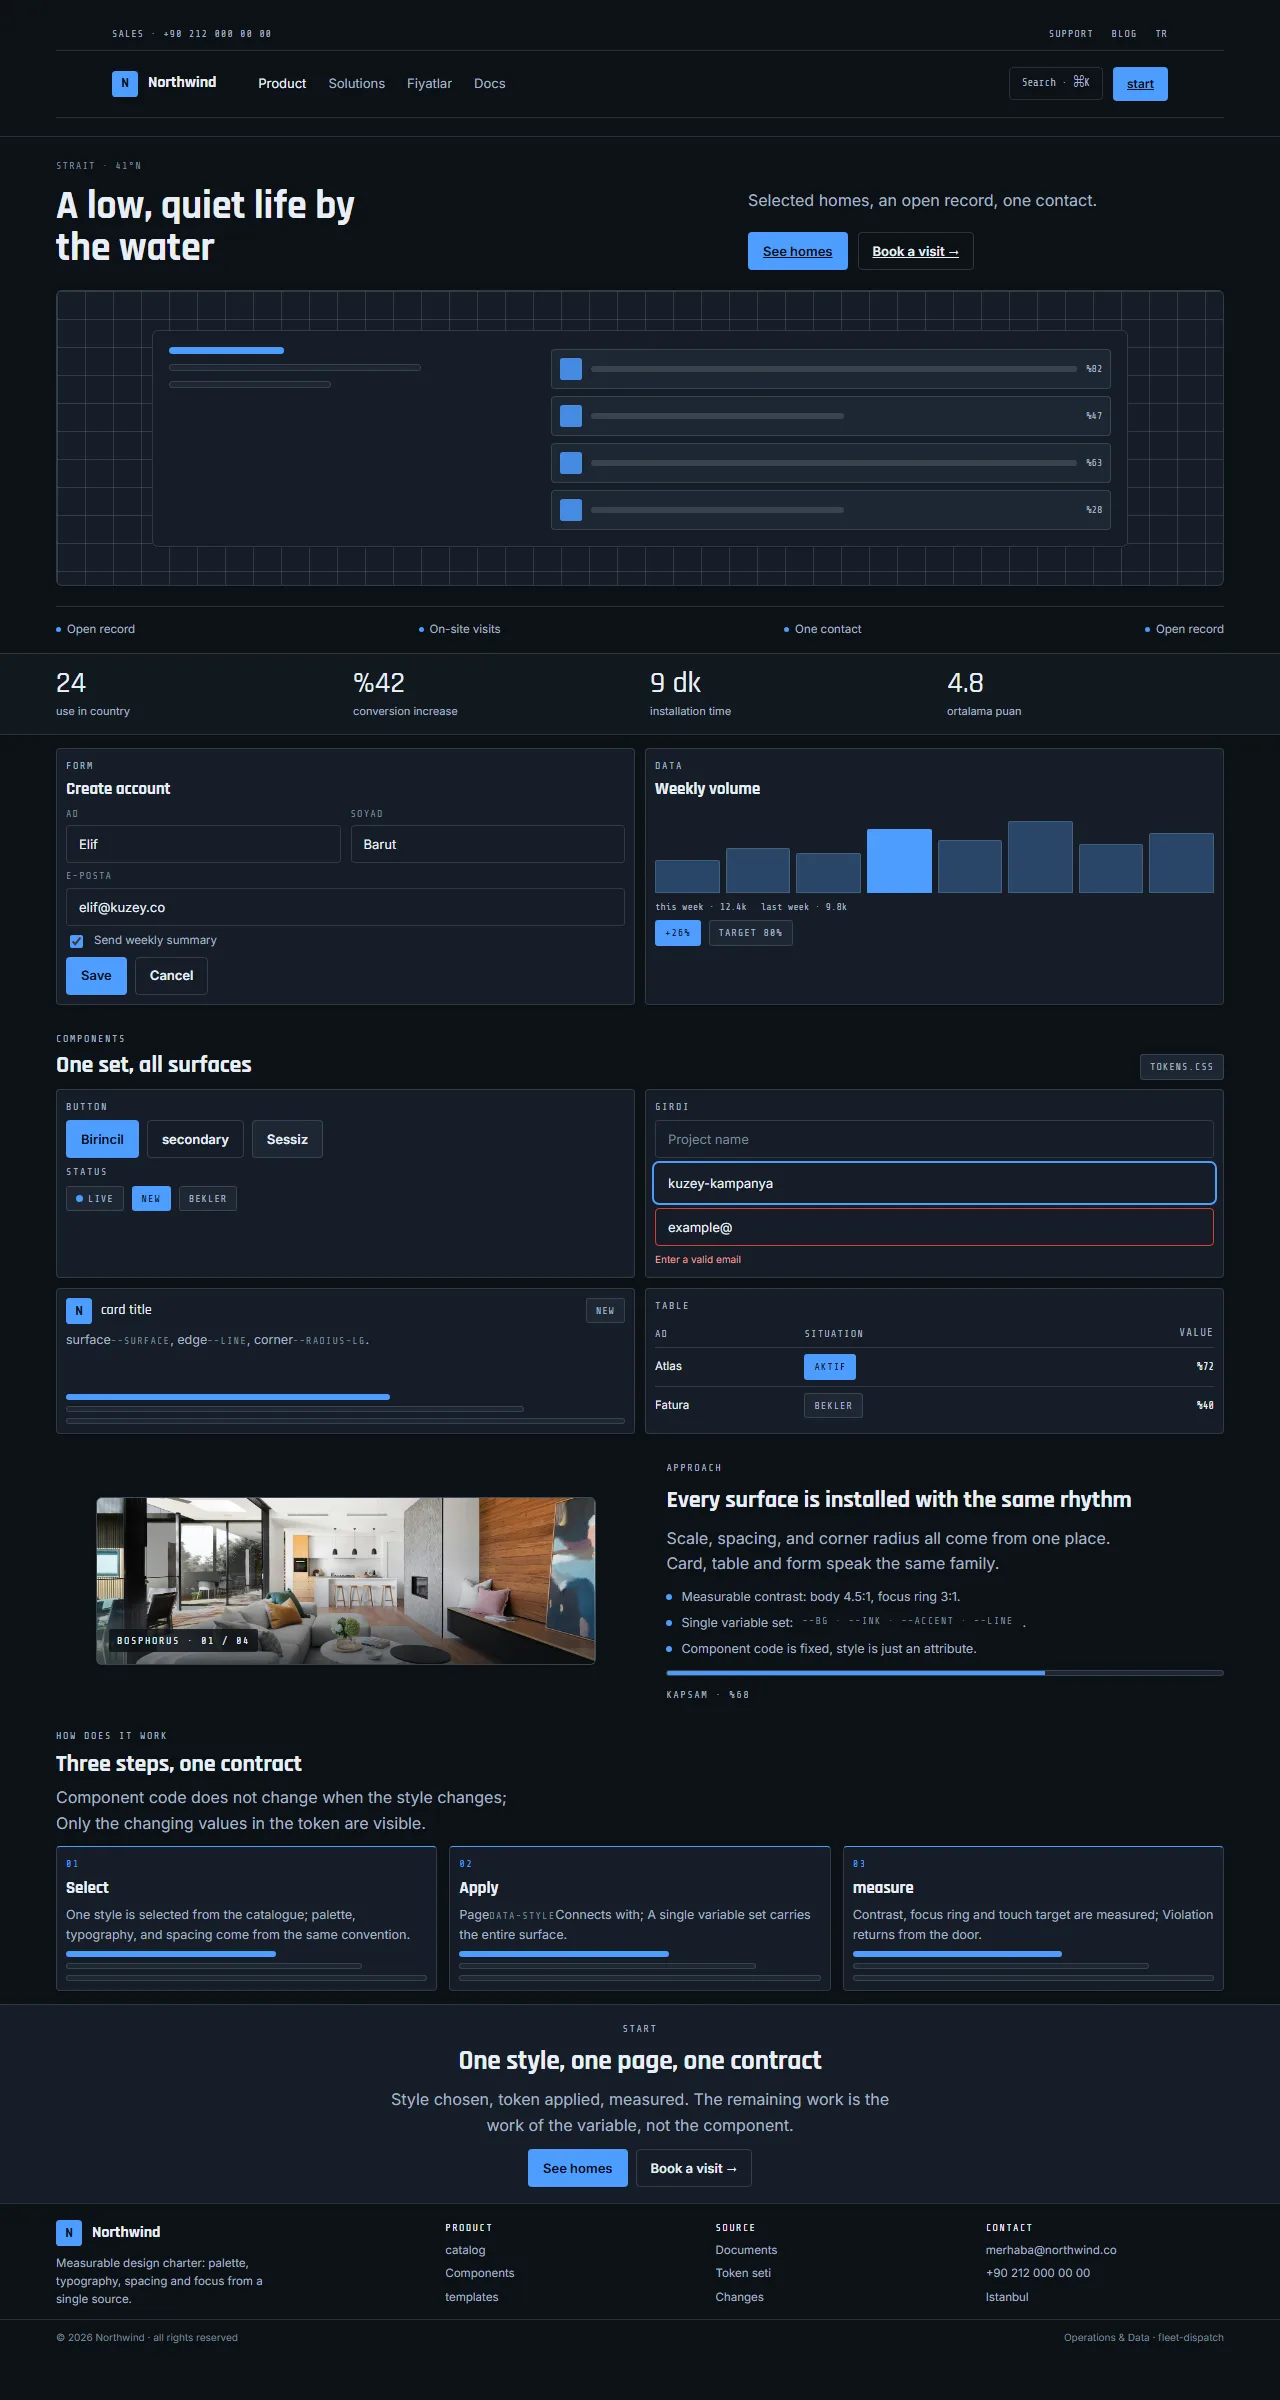 SALES · +90 212 000 00 00
SUPPORT BLOG TR
N Northwind Product Solutions Fiyatlar Docs
Search · ⌘K start
STRAIT · 41°N
A low, quiet life by
the water
Selected homes, an open record, one contact.
See homes Book a visit →
%82
%47
%63
%28
Open record On-site visits One contact Open record
24 %42 9 dk 4.8
use in country conversion increase installation time ortalama puan
FORM
Create account
AD SOYAD
Elif Barut
E-POSTA
elif@kuzey.co
Send weekly summary
Save Cancel
DATA
Weekly volume
this week · 12.4k last week · 9.8k
+26% TARGET 80%
COMPONENTS
One set, all surfaces
TOKENS.CSS
BUTTON
Birincil secondary Sessiz
STATUS
LIVE NEW BEKLER
GIRDI
Project name
kuzey-kampanya
example@
Enter a valid email
N card title NEW
surface--SURFACE, edge--LINE, corner--RADIUS-LG.
TABLE
AD SITUATION VALUE
Atlas AKTIF %72
Fatura BEKLER %40
BOSPHORUS · 01 / 04
APPROACH
Every surface is installed with the same rhythm
Scale, spacing, and corner radius all come from one place.
Card, table and form speak the same family.
Measurable contrast: body 4.5:1, focus ring 3:1.
Single variable set: --BG · --INK · --ACCENT · --LINE .
Component code is fixed, style is just an attribute.
KAPSAM · %68
HOW DOES IT WORK
Three steps, one contract
Component code does not change when the style changes;
Only the changing values in the token are visible.
01
Select
One style is selected from the catalogue; palette,
typography, and spacing come from the same convention.
02
Apply
PageDATA-STYLEConnects with; A single variable set carries
the entire surface.
03
measure
Contrast, focus ring and touch target are measured; Violation
returns from the door.
START
One style, one page, one contract
Style chosen, token applied, measured. The remaining work is the
work of the variable, not the component.
See homes Book a visit →
N Northwind
Measurable design charter: palette,
typography, spacing and focus from a
single source.
PRODUCT
catalog
Components
templates
SOURCE
Documents
Token seti
Changes
CONTACT
merhaba@northwind.co
+90 212 000 00 00
Istanbul
© 2026 Northwind · all rights reserved
Operations & Data · fleet-dispatch